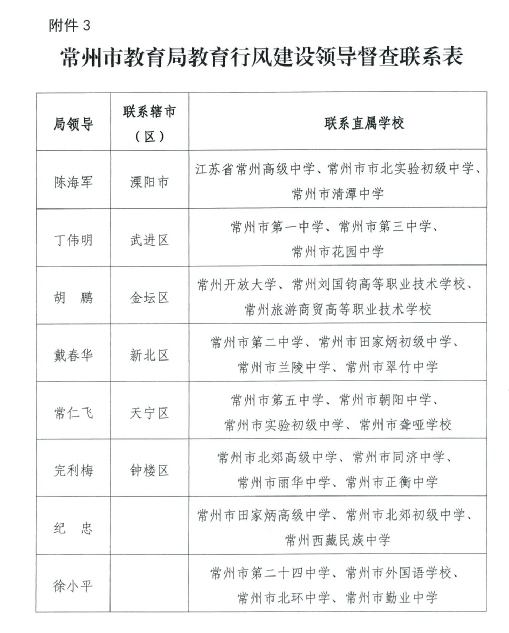 附件 3
常州市教育局教育行风建设领导督查联系表
局领导
联系辖市
（区）
联系直属学校
陈海军
溧阳市
江苏省常州高级中学、常州市市北实验初级中学、
常州市清潭中学
丁伟明
武进区
常州市第一中学、常州市第三中学、
常州市花园中学
胡　鹏
金坛区
常州开放大学、常州刘国钧高等职业技术学校、
常州旅游商贸高等职业技术学校
戴春华
新北区
常州市第二中学、常州市田家炳初级中学、
常州市兰陵中学、常州市翠竹中学
常仁飞
天宁区
常州市第五中学、常州市朝阳中学、
常州市实验初级中学、常州市聋哑学校
完利梅
钟楼区
常州市北郊高级中学、常州市同济中学、
常州市丽华中学、常州市正衡中学
纪　忠
常州市田家炳高级中学、常州市北郊初级中学、
常州西藏民族中学
徐小平
常州市第二十四中学、常州市外国语学校、
常州市北环中学、常州市勤业中学